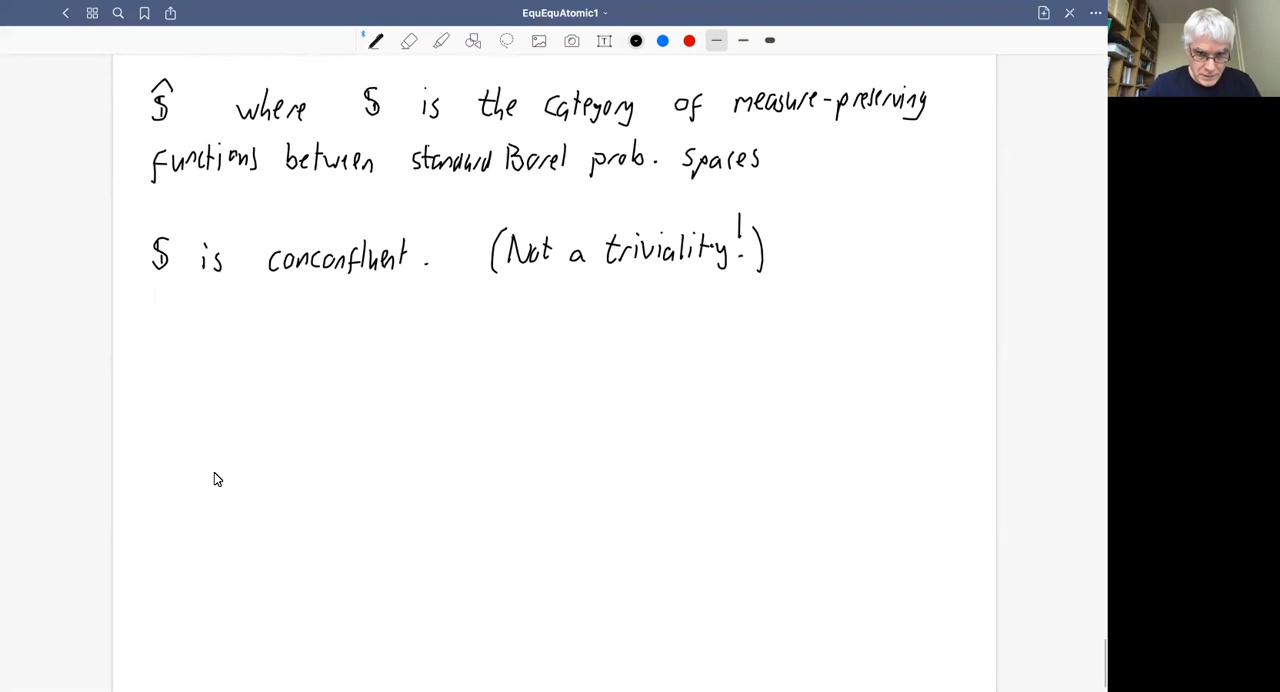 EquEquAtomic1
Ŝ where S is the category of measure-preserving
functions between standard Borel prob. spaces
S is conconfluent. (Not a triviality!)